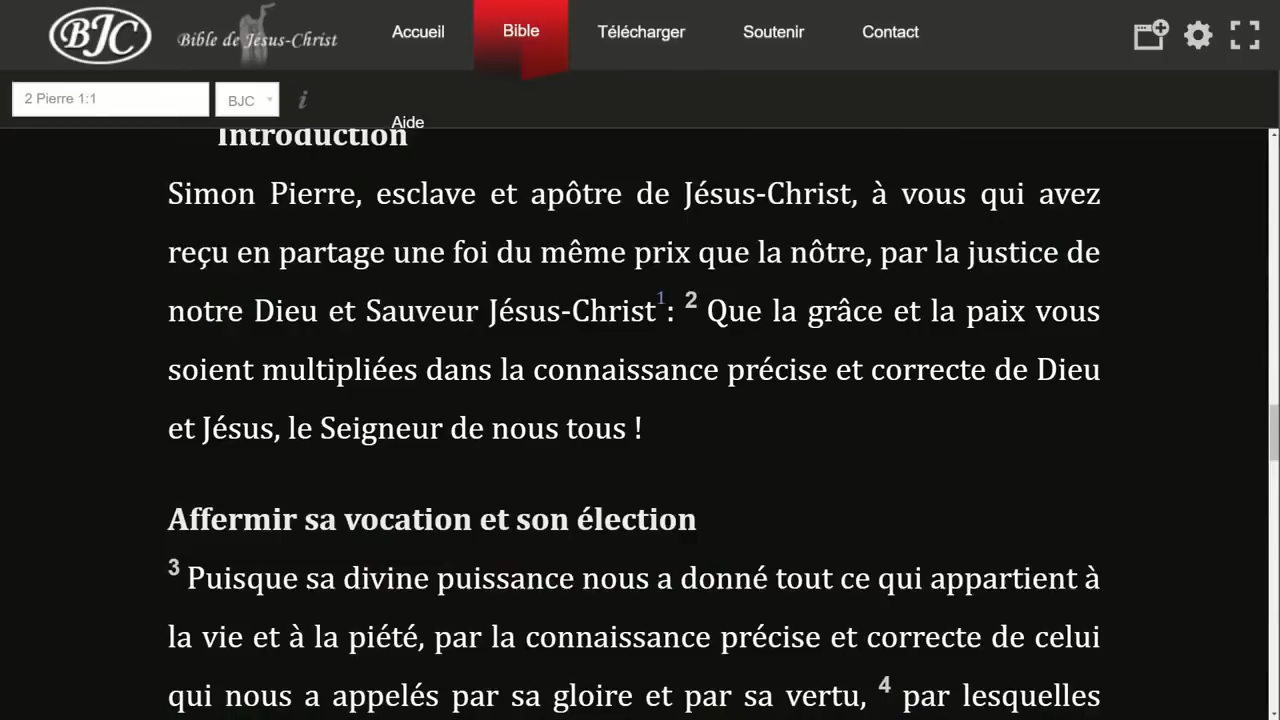 BJC
Bible de Jésus-Christ
Accueil
Bible
Télécharger
Soutenir
Contact
2 Pierre 1:1
BJC
i
Aide
Introduction
Simon Pierre, esclave et apôtre de Jésus-Christ, à vous qui avez
reçu en partage une foi du même prix que la nôtre, par la justice de
notre Dieu et Sauveur Jésus-Christ1: 2 Que la grâce et la paix vous
soient multipliées dans la connaissance précise et correcte de Dieu
et Jésus, le Seigneur de nous tous !
Affermir sa vocation et son élection
3 Puisque sa divine puissance nous a donné tout ce qui appartient à
la vie et à la piété, par la connaissance précise et correcte de celui
qui nous a appelés par sa gloire et par sa vertu, 4 par lesquelles